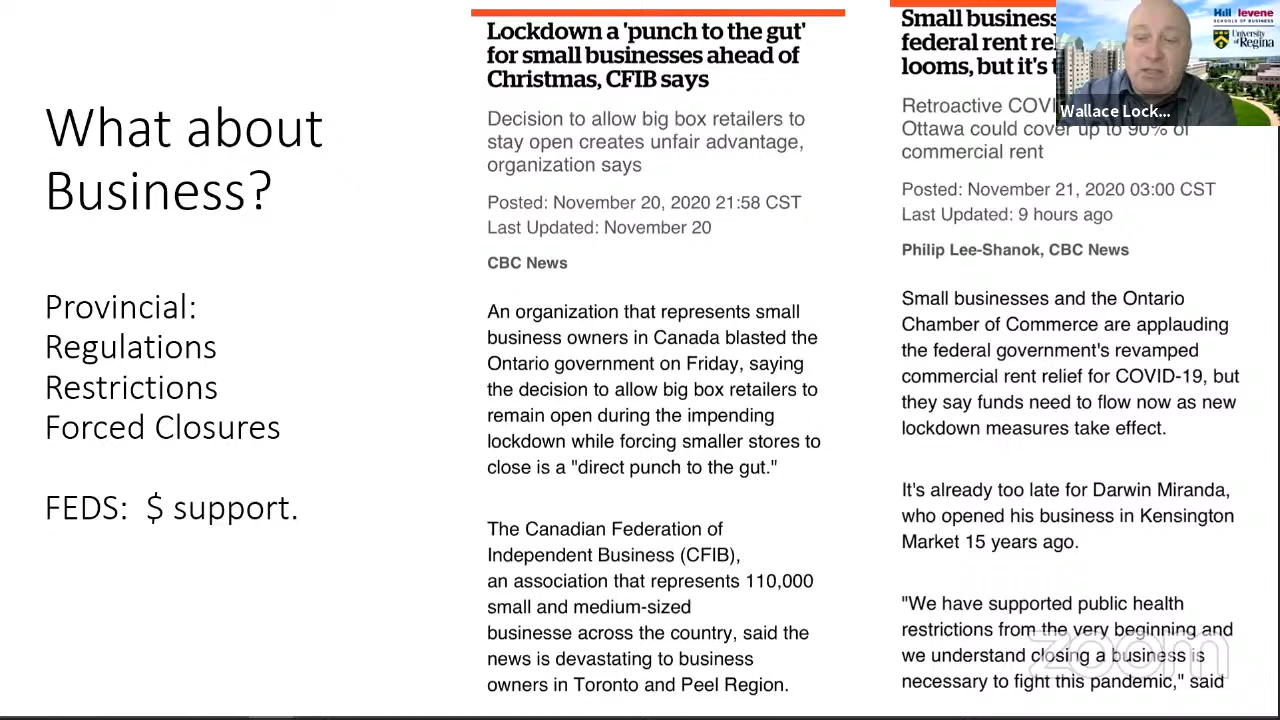 What about
Business?
Provincial:
Regulations
Restrictions
Forced Closures
FEDS: $ support.
Lockdown a 'punch to the gut'
for small businesses ahead of
Christmas, CFIB says
Decision to allow big box retailers to
stay open creates unfair advantage,
organization says
Posted: November 20, 2020 21:58 CST
Last Updated: November 20
CBC News
An organization that represents small
business owners in Canada blasted the
Ontario government on Friday, saying
the decision to allow big box retailers to
remain open during the impending
lockdown while forcing smaller stores to
close is a "direct punch to the gut."
The Canadian Federation of
Independent Business (CFIB),
an association that represents 110,000
small and medium-sized
businesse across the country, said the
news is devastating to business
owners in Toronto and Peel Region.
Small business
federal rent re
looms, but it's
Retroactive COVI
Ottawa could cover up to 90% of
commercial rent
Posted: November 21, 2020 03:00 CST
Last Updated: 9 hours ago
Philip Lee-Shanok, CBC News
Small businesses and the Ontario
Chamber of Commerce are applauding
the federal government's revamped
commercial rent relief for COVID-19, but
they say funds need to flow now as new
lockdown measures take effect.
It's already too late for Darwin Miranda,
who opened his business in Kensington
Market 15 years ago.
"We have supported public health
restrictions from the very beginning and
we understand closing a business is
necessary to fight this pandemic," said
Hill levene
SCHOOLS OF BUSINESS
University
of Regina
Wallace Lock...
zoom